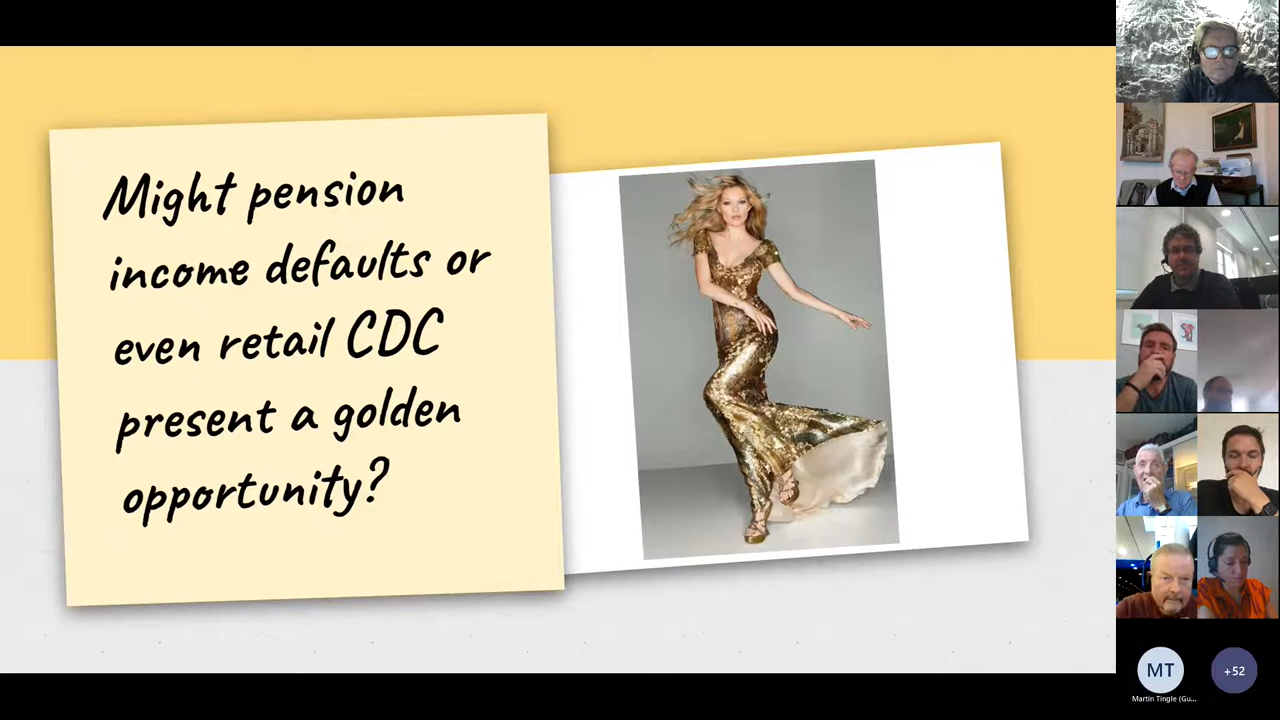 Might pension
income defaults or
even retail CDC
present a golden
opportunity?
MT
+52
Martin Tingle (Gu...